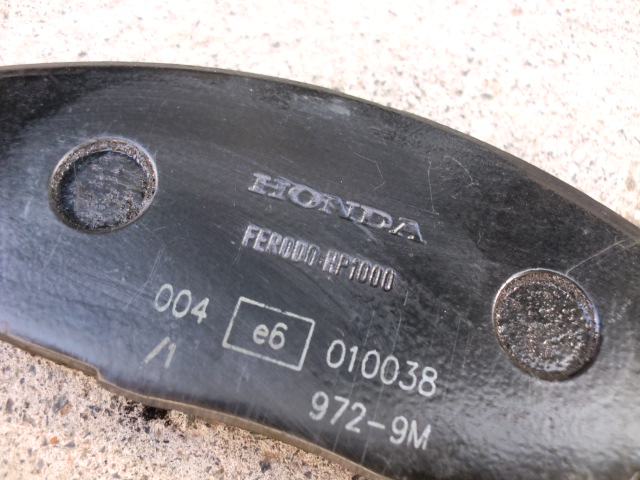 HONDA
FERODO HP1000
004 e6 010038
/1
972-9M